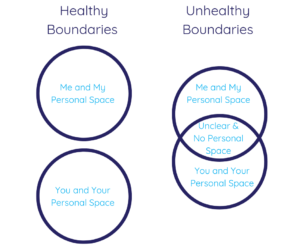 Healthy
Boundaries
Me and My
Personal Space
You and Your
Personal Space
Unhealthy
Boundaries
Me and My
Personal Space
Unclear &
No Personal
Space
You and Your
Personal Space